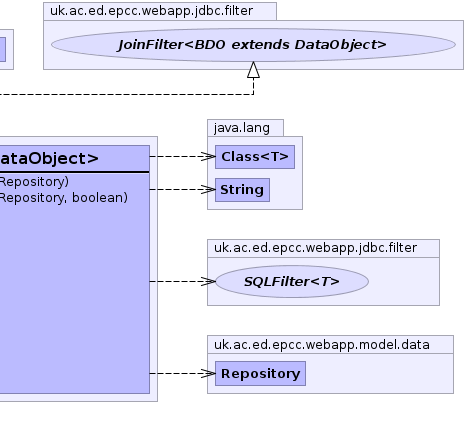 uk.ac.ed.epcc.webapp.jdbc.filter
JoinFilter<BDO extends DataObject>
java.lang
Class<T>
String
ataObject>
Repository)
Repository, boolean)
uk.ac.ed.epcc.webapp.jdbc.filter
SQLFilter<T>
uk.ac.ed.epcc.webapp.model.data
Repository